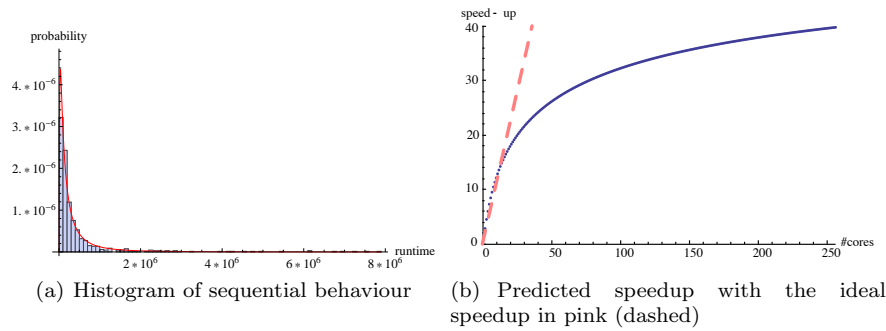 probability
4. * 10^-6
3. * 10^-6
2. * 10^-6
1. * 10^-6
2 * 10^6
4 * 10^6
6 * 10^6
8 * 10^6
runtime
(a) Histogram of sequential behaviour
speed - up
40
30
20
10
0
0
50
100
150
200
250
#cores
(b) Predicted speedup with the ideal
speedup in pink (dashed)